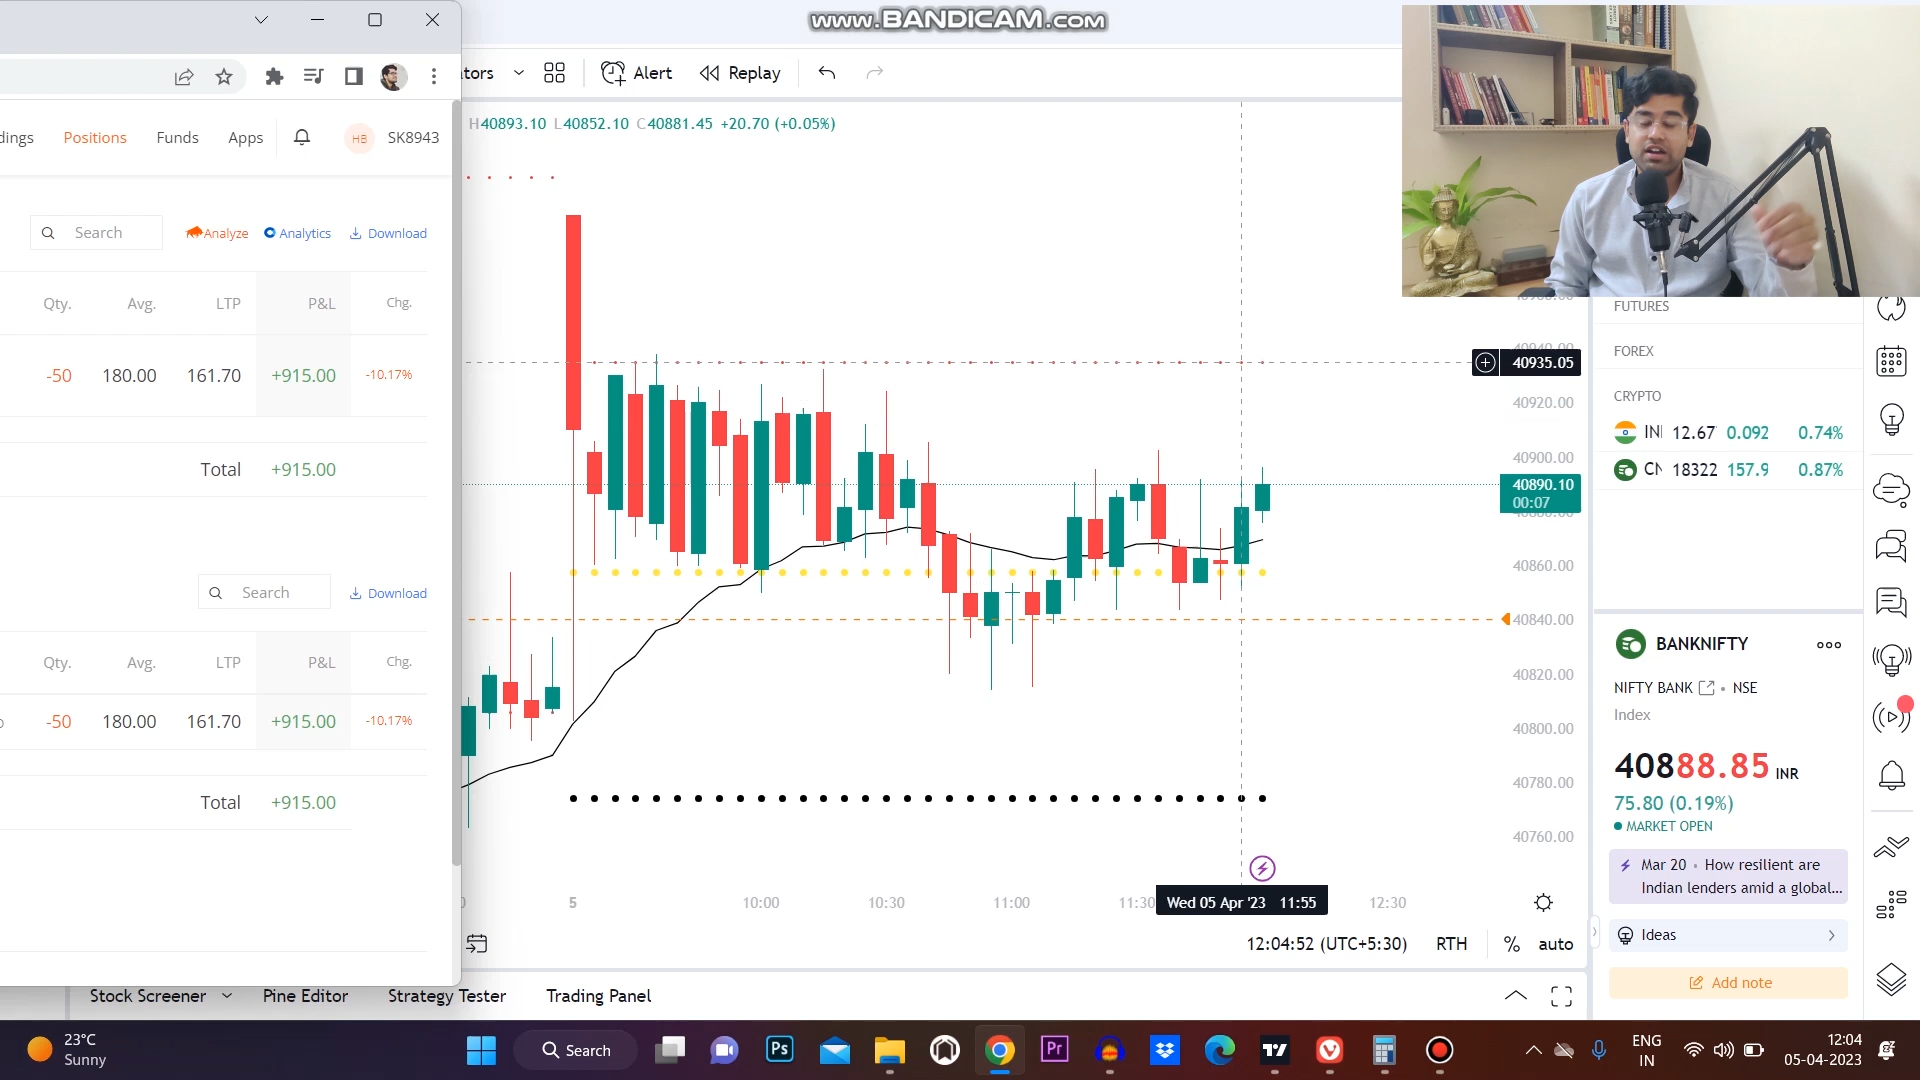 www.BANDICAM.com
ators
Alert
Replay
H40893.10 L40852.10 C40881.45 +20.70 (+0.05%)
dings
Positions
Funds
Apps
HB
SK8943
Search
Analyze
Analytics
Download
Qty.
Avg.
LTP
P&L
Chg.
-50
180.00
161.70
+915.00
-10.17%
Total
+915.00
Search
Download
Qty.
Avg.
LTP
P&L
Chg.
-50
180.00
161.70
+915.00
-10.17%
Total
+915.00
40935.05
40920.00
40900.00
40890.10
00:07
40860.00
40840.00
40820.00
40800.00
40780.00
40760.00
5
10:00
10:30
11:00
11:30
Wed 05 Apr '23 11:55
12:30
12:04:52 (UTC+5:30)
RTH
%
auto
Stock Screener
Pine Editor
Strategy Tester
Trading Panel
FUTURES
FOREX
CRYPTO
IN 12.67 0.092 0.74%
CN 18322 157.9 0.87%
BANKNIFTY
NIFTY BANK • NSE
Index
40888.85 INR
75.80 (0.19%)
MARKET OPEN
Mar 20 • How resilient are
Indian lenders amid a global...
Ideas
Add note
23°C
Sunny
Search
Ps
Pr
ENG
IN
12:04
05-04-2023